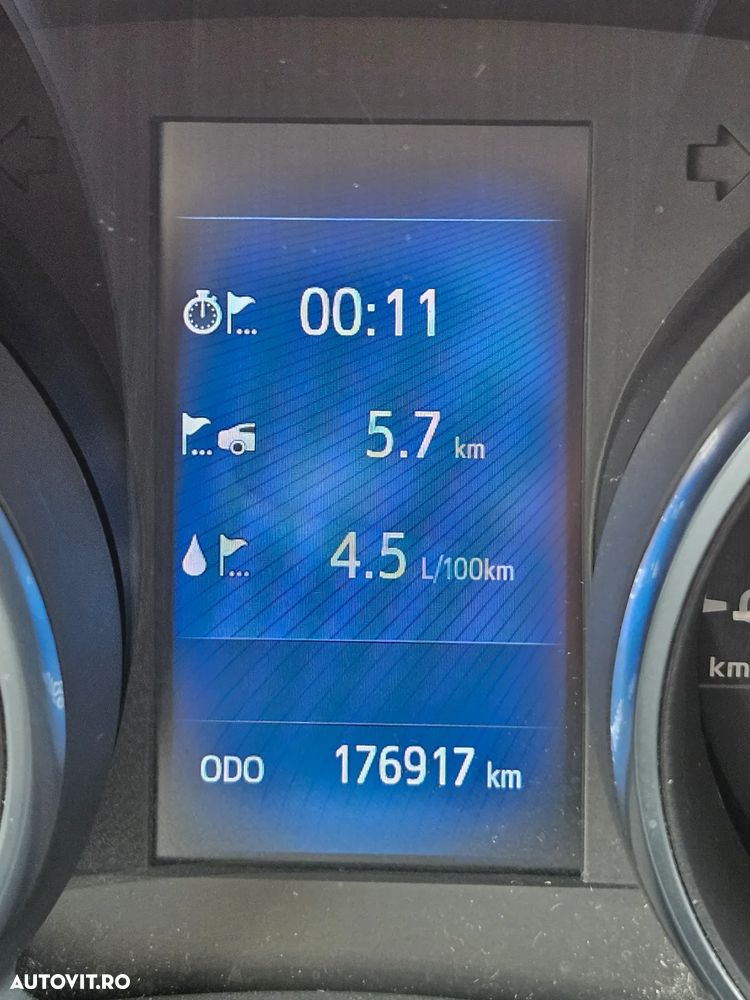 00:11
5.7 km
4.5 L/100km
ODO 176917 km
km
AUTOVIT.RO